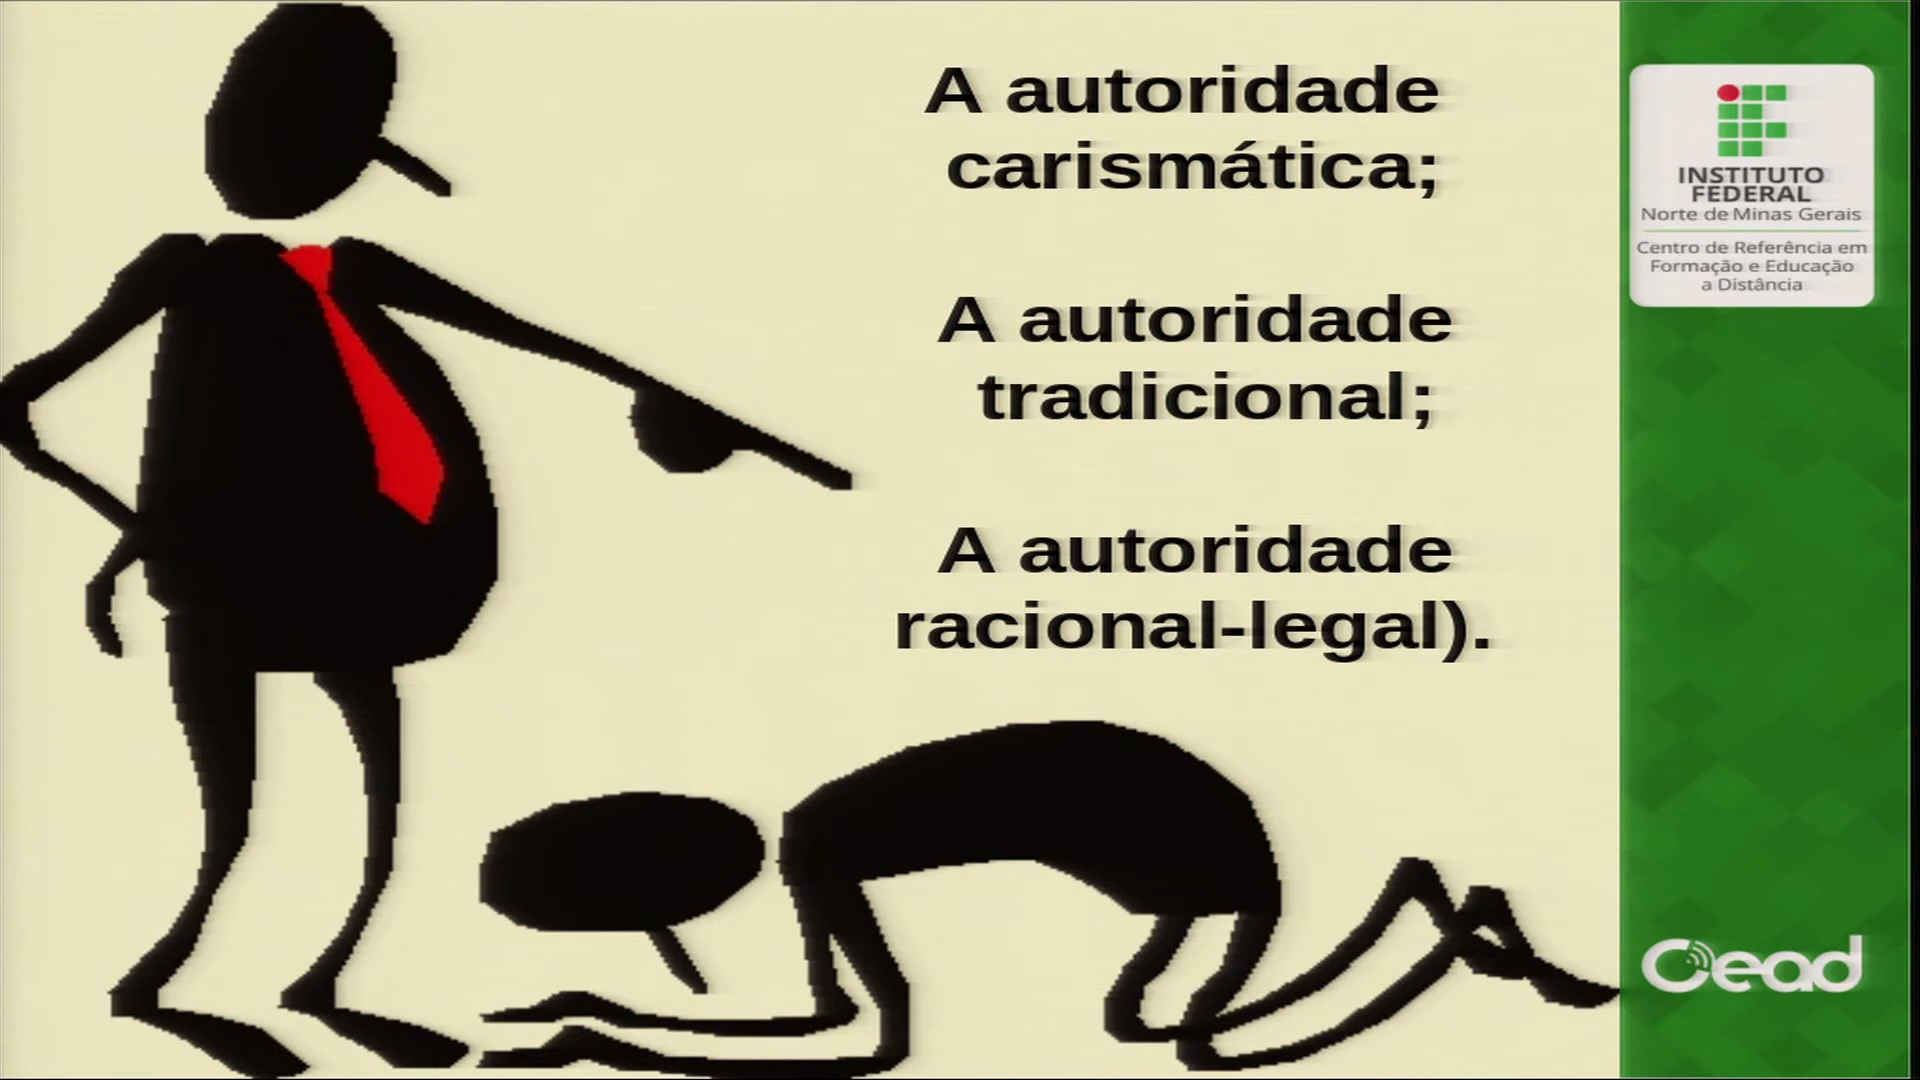 A autoridade
carismática;
A autoridade
tradicional;
A autoridade
racional-legal).
INSTITUTO
FEDERAL
Norte de Minas Gerais
Centro de Referência em
Formação e Educação
a Distância
Cead